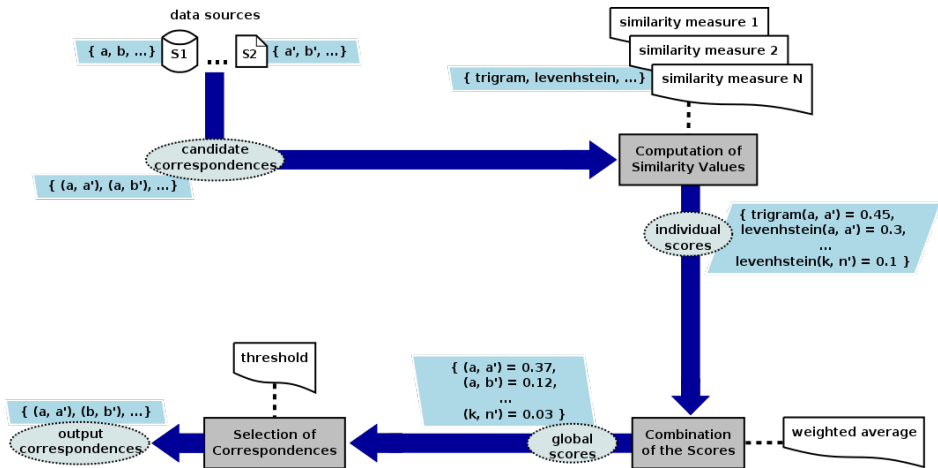 data sources
{ a, b, ...}
S1
...
S2
{ a', b', ...}
similarity measure 1
similarity measure 2
similarity measure N
{ trigram, levenhstein, ...}
candidate
correspondences
{ (a, a'), (a, b'), ...}
Computation of
Similarity Values
individual
scores
{ trigram(a, a') = 0.45,
levenhstein(a, a') = 0.3,
...
levenhstein(k, n') = 0.1 }
threshold
{ (a, a') = 0.37,
(a, b') = 0.12,
...
(k, n') = 0.03 }
{ (a, a'), (b, b'), ...}
output
correspondences
Selection of
Correspondences
global
scores
Combination
of the Scores
weighted average